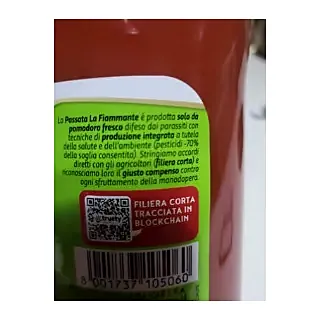 La Passata La Fiammante è prodotta solo da
pomodoro fresco difeso dai parassiti con
tecniche di produzione integrata a tutela
della salute e dell'ambiente (pesticidi -70%
della soglia consentita). Stringiamo accordi
diretti con gli agricoltori (filiera corta) e
riconosciamo loro il giusto compenso contro
ogni sfruttamento della manodopera.
trusty
FILIERA CORTA
TRACCIATA IN
BLOCKCHAIN
8 001737 105060